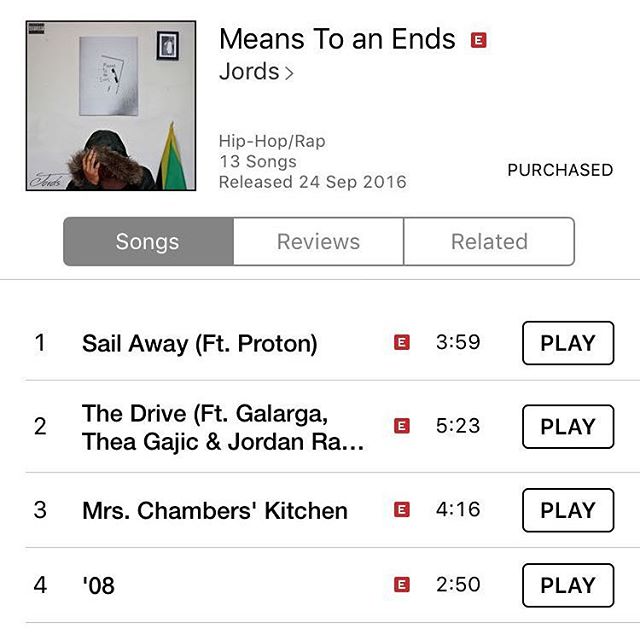 Means To an Ends E
Jords >
Hip-Hop/Rap
13 Songs
Released 24 Sep 2016
PURCHASED
Jords
Songs Reviews Related
1 Sail Away (Ft. Proton) E 3:59 PLAY
2 The Drive (Ft. Galarga,
Thea Gajic & Jordan Ra... E 5:23 PLAY
3 Mrs. Chambers' Kitchen E 4:16 PLAY
4 '08 E 2:50 PLAY